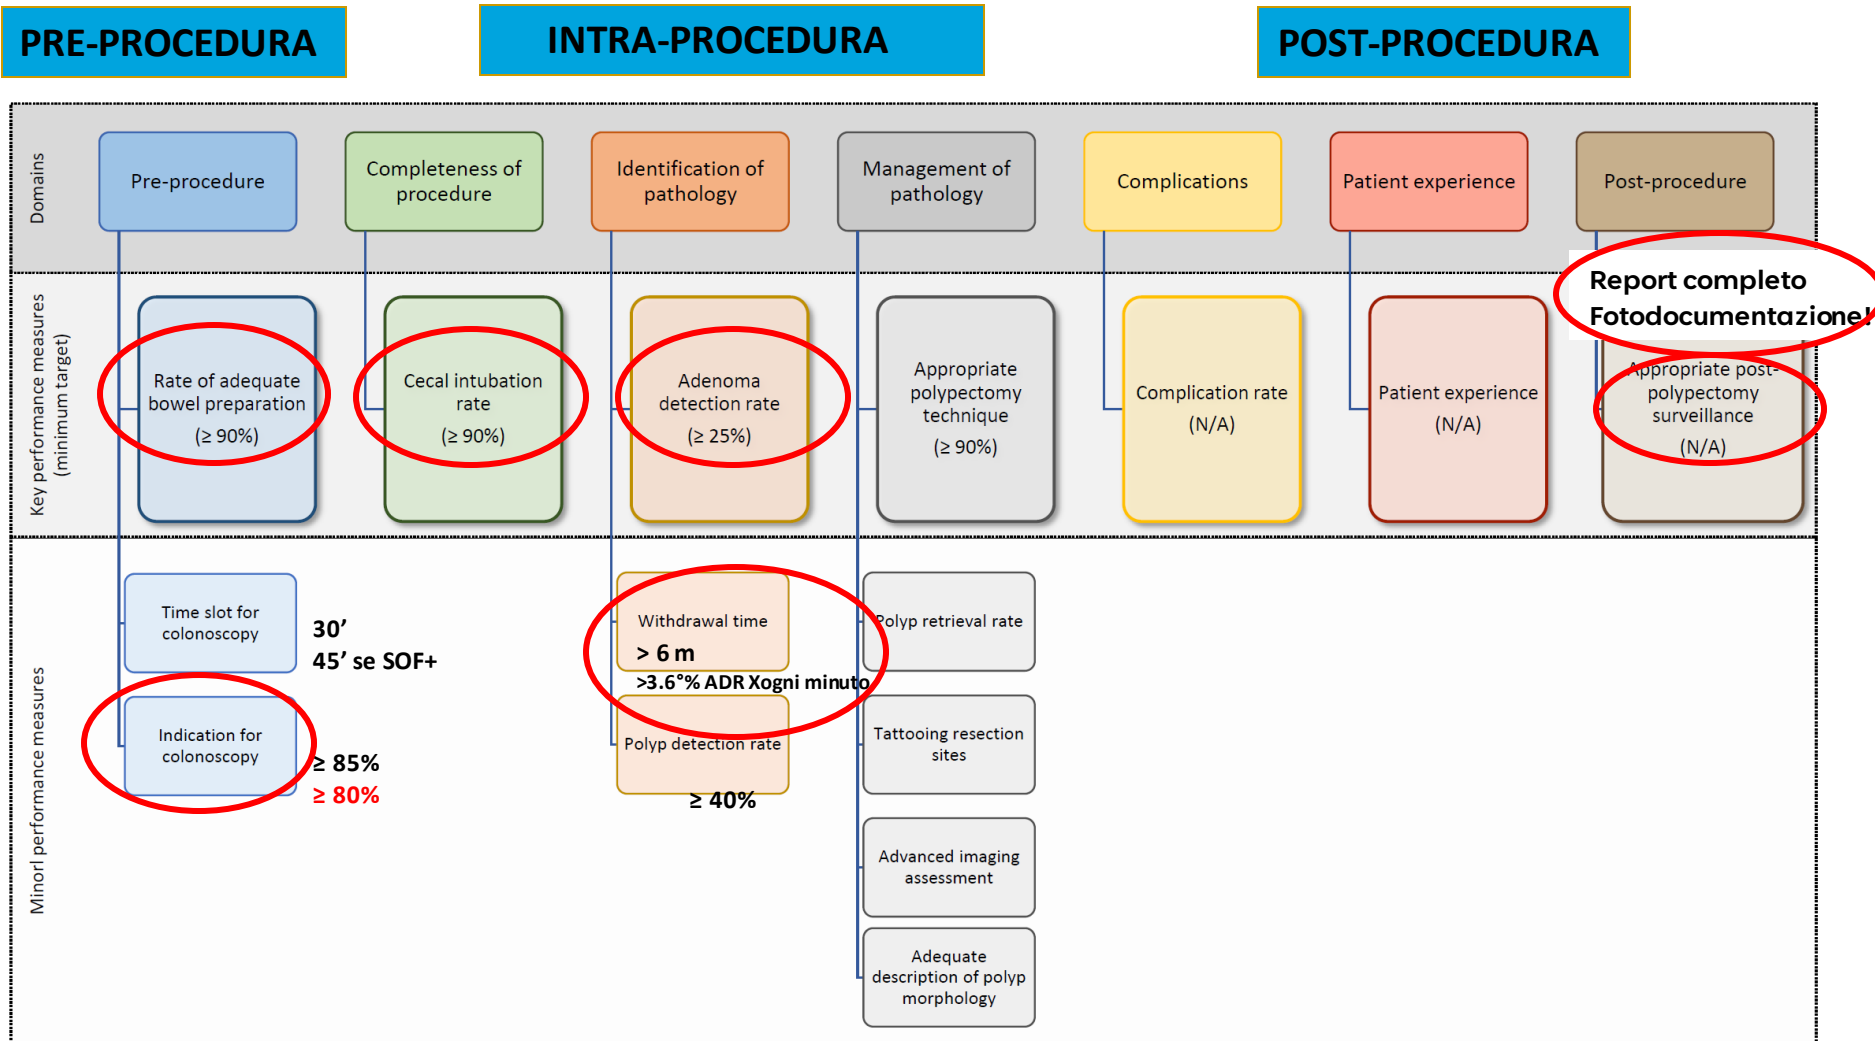 PRE-PROCEDURA
INTRA-PROCEDURA
POST-PROCEDURA
Domains
Pre-procedure
Completeness of
procedure
Identification of
pathology
Management of
pathology
Complications
Patient experience
Post-procedure
Key performance measures
(minimum target)
Rate of adequate
bowel preparation
(≥ 90%)
Cecal intubation
rate
(≥ 90%)
Adenoma
detection rate
(≥ 25%)
Appropriate
polypectomy
technique
(≥ 90%)
Complication rate
(N/A)
Patient experience
(N/A)
Report completo
Fotodocumentazione!
Appropriate post-
polypectomy
surveillance
(N/A)
Minorl performance measures
Time slot for
colonoscopy
30’
45’ se SOF+
Indication for
colonoscopy
≥ 85%
≥ 80%
Withdrawal time
> 6 m
>3.6°% ADR Xogni minuto
Polyp detection rate
≥ 40%
Polyp retrieval rate
Tattooing resection
sites
Advanced imaging
assessment
Adequate
description of polyp
morphology